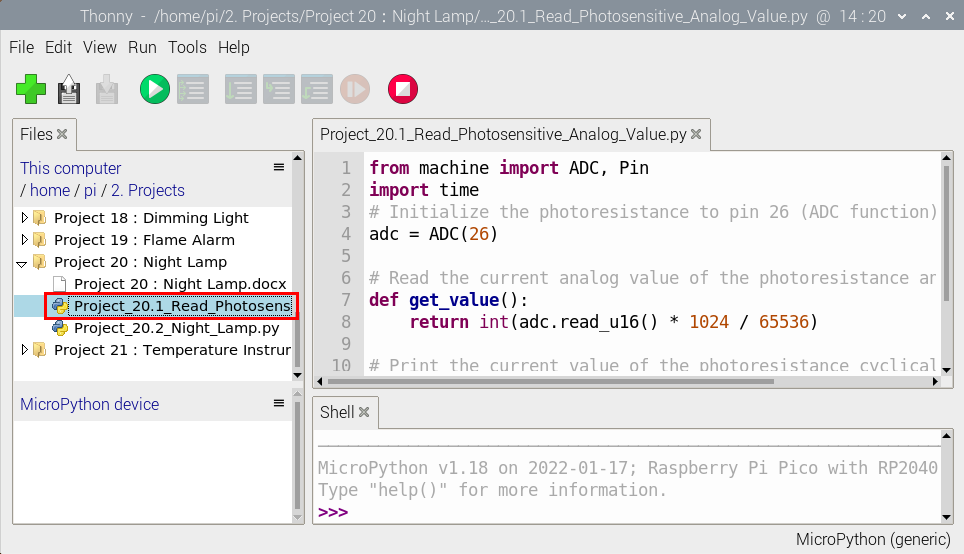 Thonny - /home/pi/2. Projects/Project 20 : Night Lamp/..._20.1_Read_Photosensitive_Analog_Value.py @ 14 : 20
File Edit View Run Tools Help
Files
This computer
/ home / pi / 2. Projects
Project 18 : Dimming Light
Project 19 : Flame Alarm
Project 20 : Night Lamp
Project 20 : Night Lamp.docx
Project_20.1_Read_Photosens
Project_20.2_Night_Lamp.py
Project 21 : Temperature Instrur
MicroPython device
Project_20.1_Read_Photosensitive_Analog_Value.py
1 from machine import ADC, Pin
2 import time
3 # Initialize the photoresistance to pin 26 (ADC function)
4 adc = ADC(26)
5
6 # Read the current analog value of the photoresistance an
7 def get_value():
8     return int(adc.read_u16() * 1024 / 65536)
9
10 # Print the current value of the photoresistance cyclical
Shell
MicroPython v1.18 on 2022-01-17; Raspberry Pi Pico with RP2040
Type "help()" for more information.
>>>
MicroPython (generic)